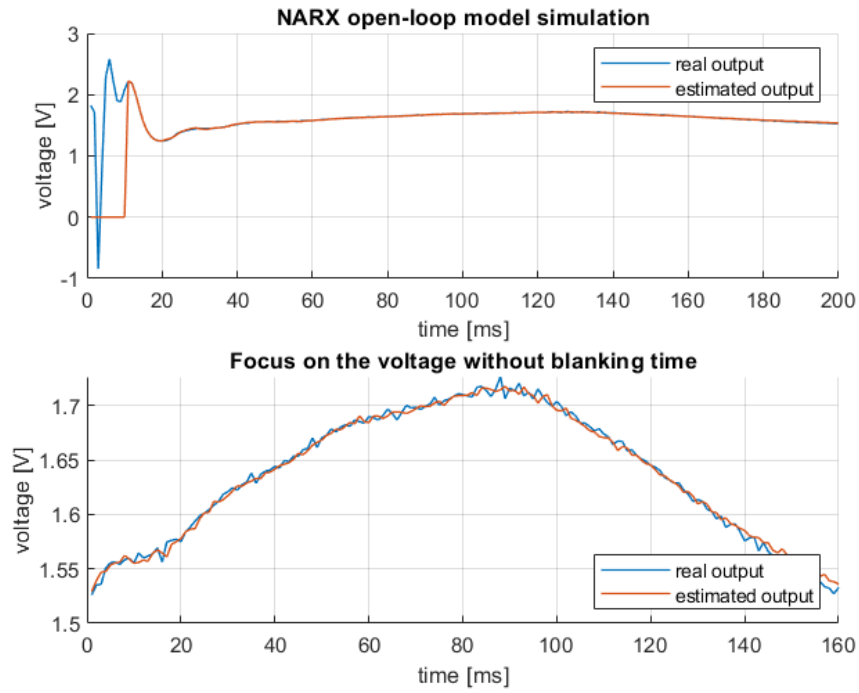 NARX open-loop model simulation
3
2
1
0
-1
voltage [V]
real output
estimated output
0 20 40 60 80 100 120 140 160 180 200
time [ms]
Focus on the voltage without blanking time
1.7
1.65
1.6
1.55
1.5
voltage [V]
real output
estimated output
0 20 40 60 80 100 120 140 160
time [ms]